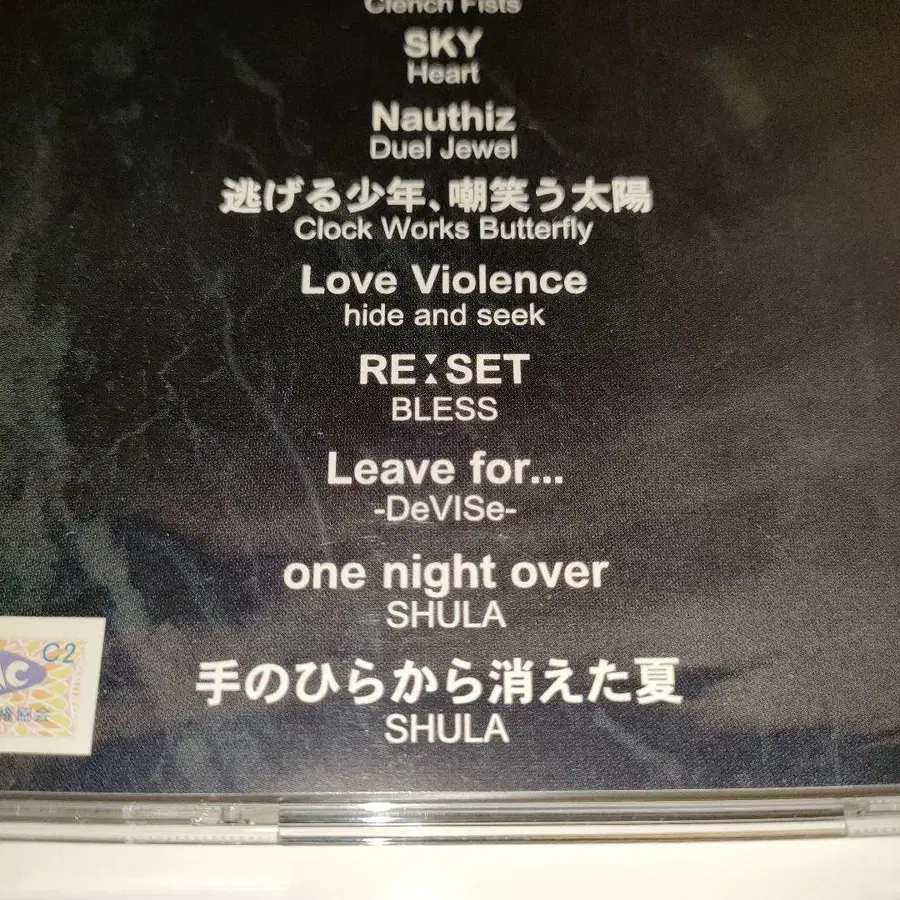 Clench Fists
SKY
Heart
Nauthiz
Duel Jewel
逃げる少年、嘲笑う太陽
Clock Works Butterfly
Love Violence
hide and seek
RE:SET
BLESS
Leave for...
-DeVISe-
one night over
SHULA
C2
手のひらから消えた夏
SHULA